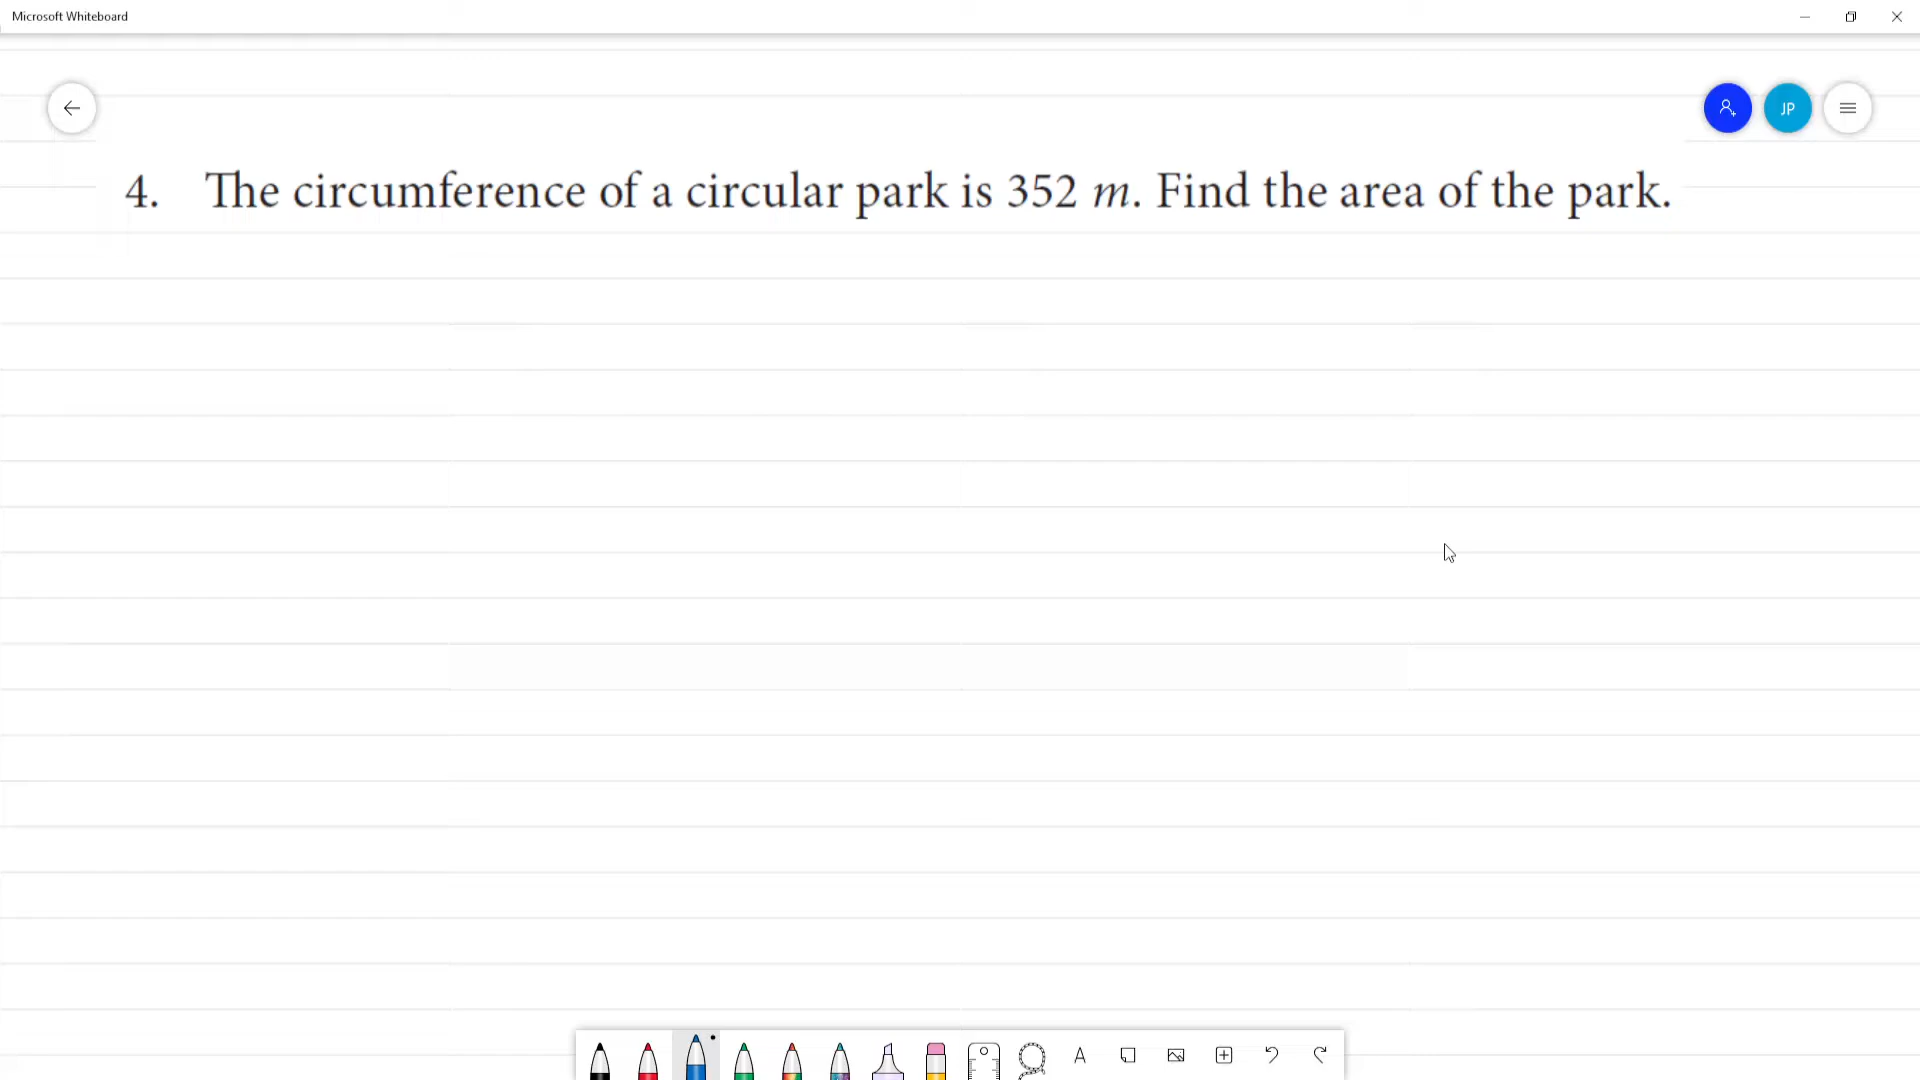 Microsoft Whiteboard
JP
4. The circumference of a circular park is 352 m. Find the area of the park.
A